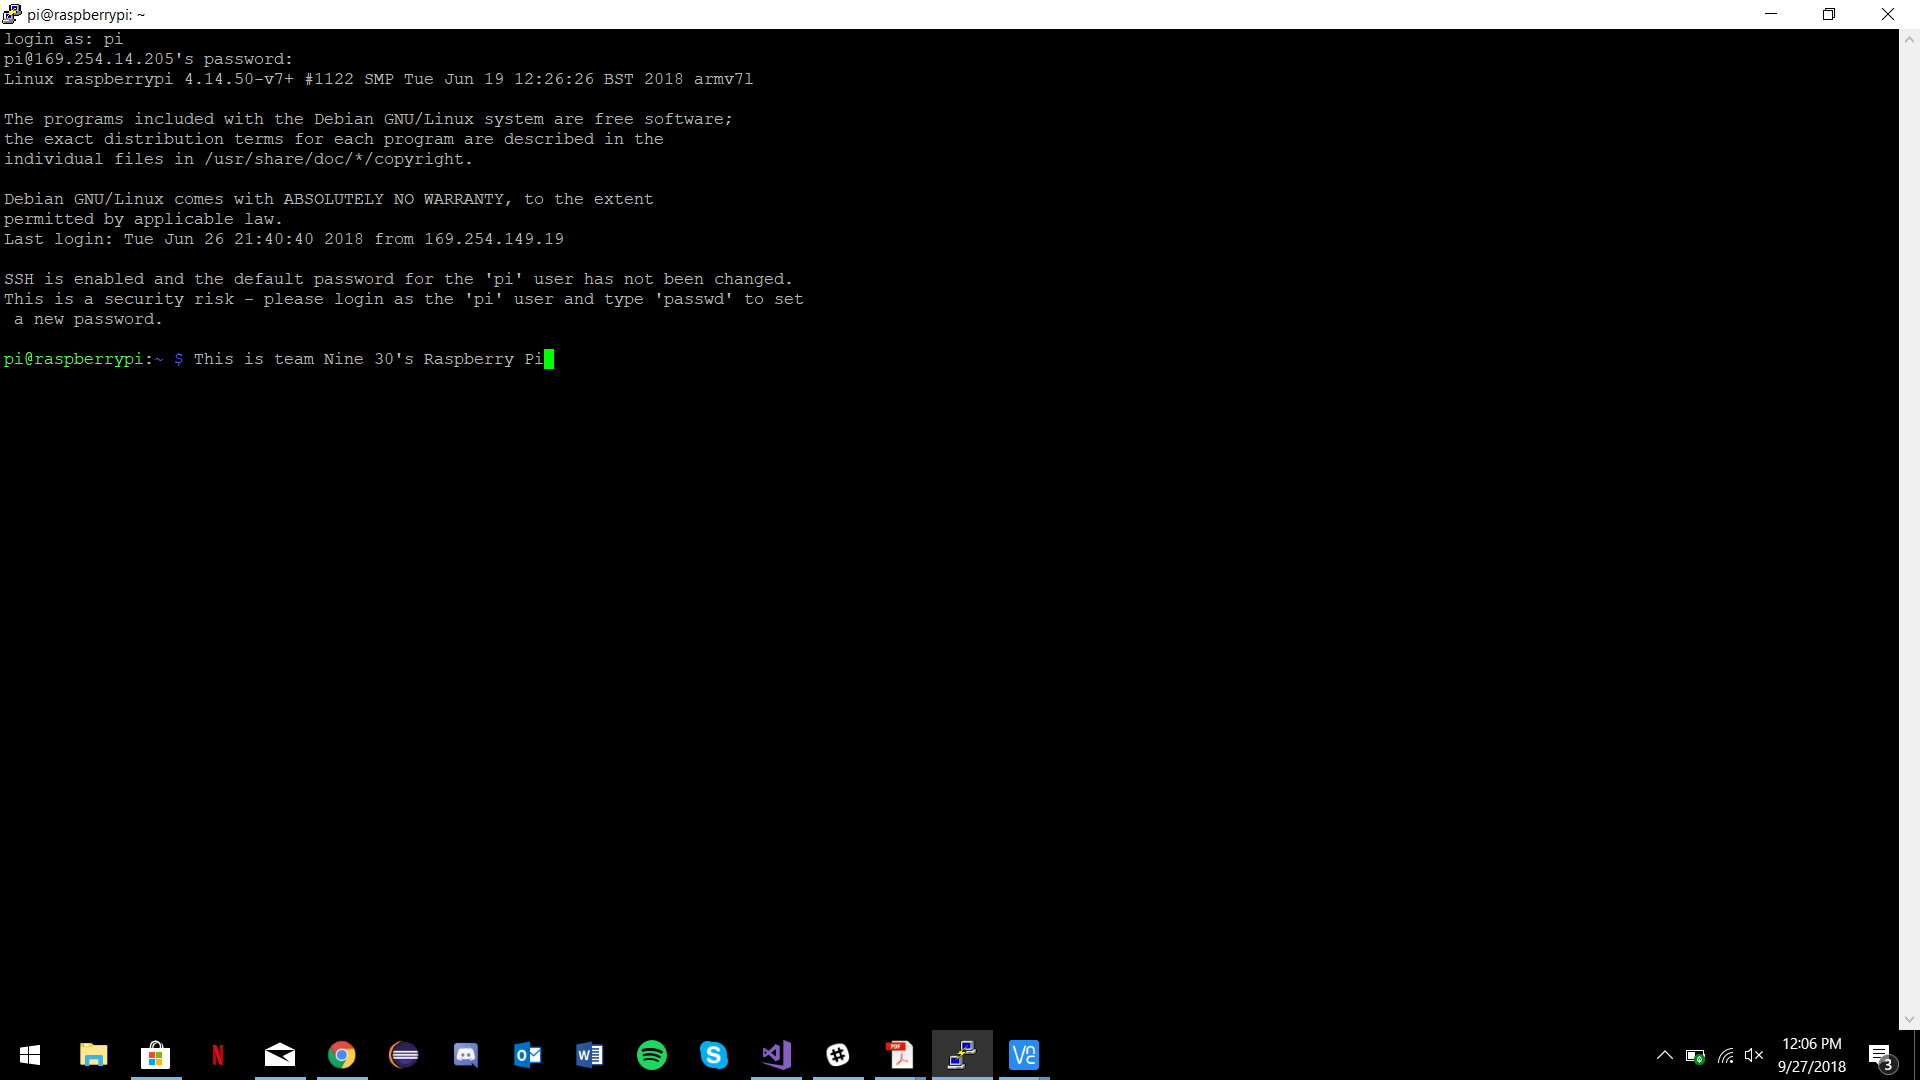 pi@raspberrypi: ~
login as: pi
pi@169.254.14.205's password:
Linux raspberrypi 4.14.50-v7+ #1122 SMP Tue Jun 19 12:26:26 BST 2018 armv7l
The programs included with the Debian GNU/Linux system are free software;
the exact distribution terms for each program are described in the
individual files in /usr/share/doc/*/copyright.
Debian GNU/Linux comes with ABSOLUTELY NO WARRANTY, to the extent
permitted by applicable law.
Last login: Tue Jun 26 21:40:40 2018 from 169.254.149.19
SSH is enabled and the default password for the 'pi' user has not been changed.
This is a security risk - please login as the 'pi' user and type 'passwd' to set
 a new password.
pi@raspberrypi:~ $ This is team Nine 30's Raspberry Pi
N
O
W
S
PDF
VC
12:06 PM
9/27/2018
3